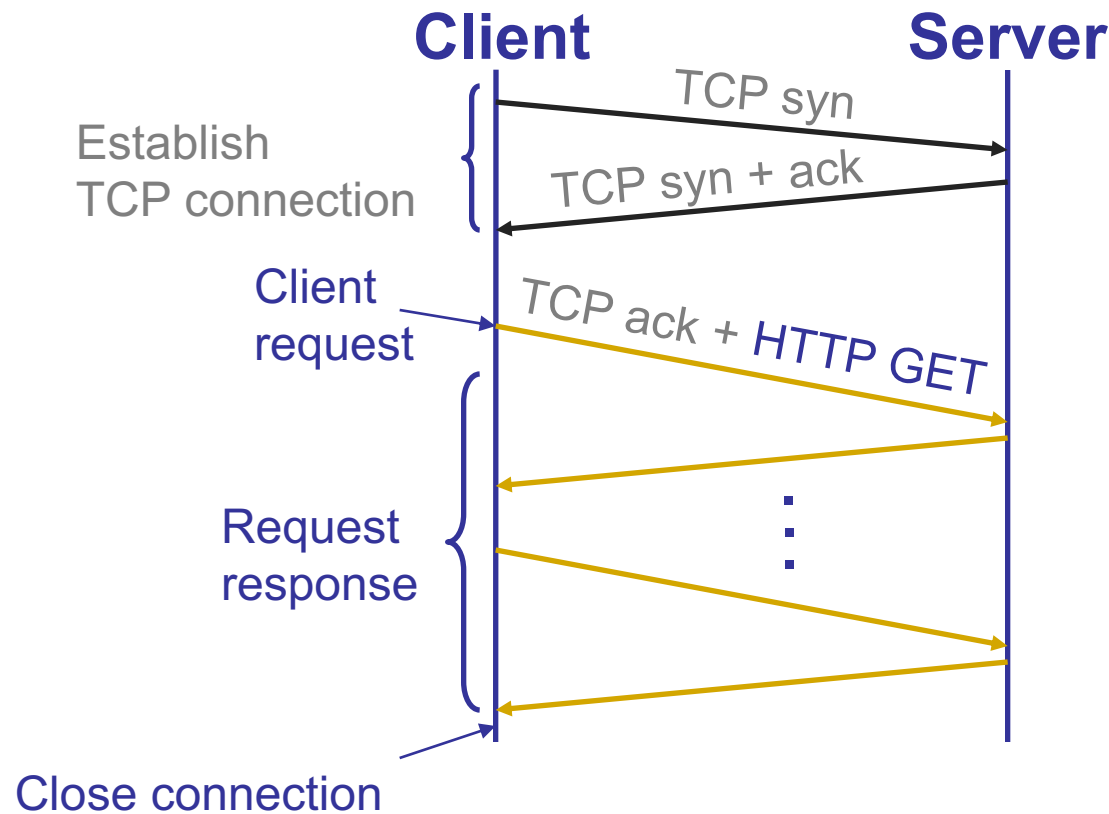 Client
Server
TCP syn
Establish
TCP connection
TCP syn + ack
Client
request
TCP ack + HTTP GET
Request
response
Close connection